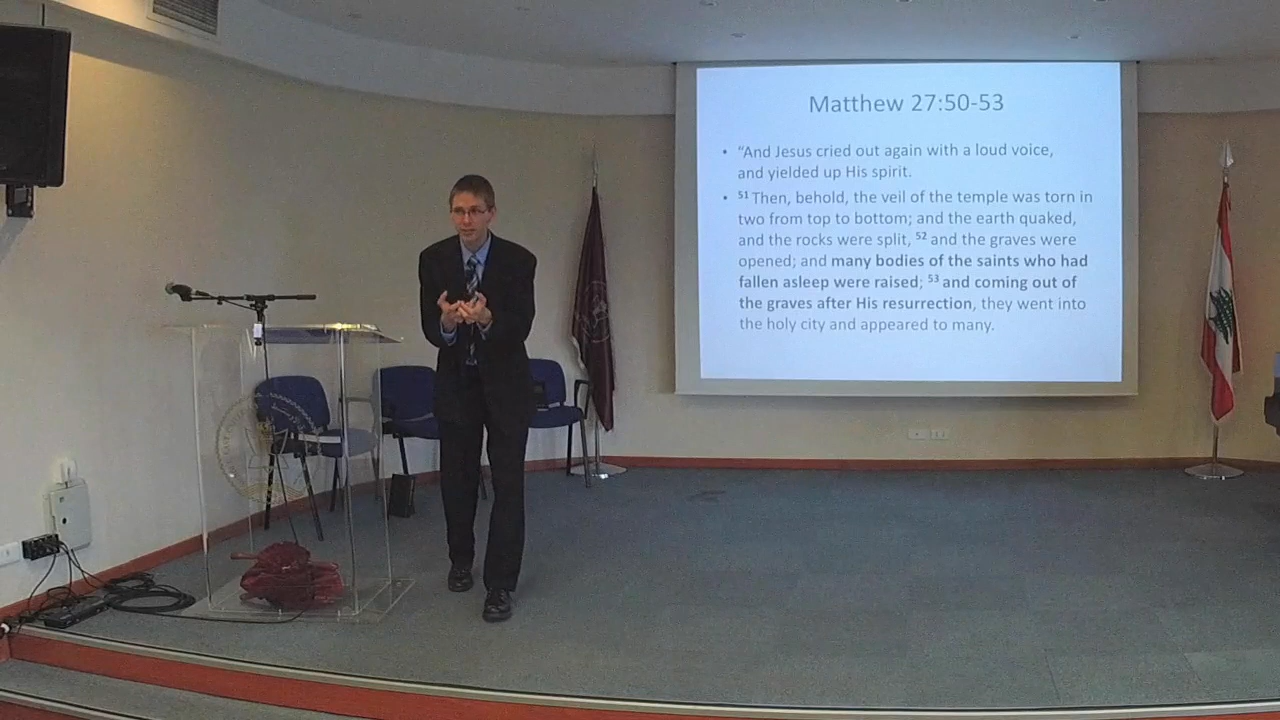 Matthew 27:50-53
• “And Jesus cried out again with a loud voice,
and yielded up His spirit.
• 51 Then, behold, the veil of the temple was torn in
two from top to bottom; and the earth quaked,
and the rocks were split, 52 and the graves were
opened; and many bodies of the saints who had
fallen asleep were raised; 53 and coming out of
the graves after His resurrection, they went into
the holy city and appeared to many.